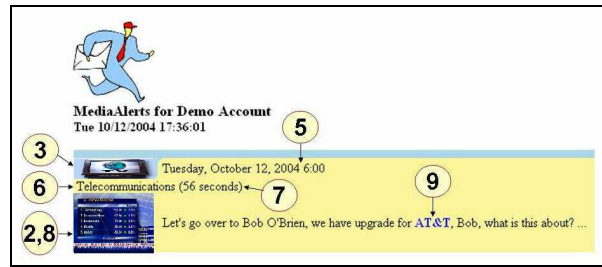 MediaAlerts for Demo Account
Tue 10/12/2004 17:36:01
5
3
Tuesday, October 12, 2004 6:00
6
Telecommunications (56 seconds)
7
9
2,8
Let's go over to Bob O'Brien, we have upgrade for AT&T, Bob, what is this about? ...